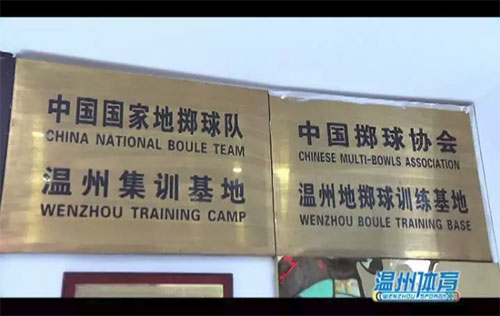 中国国家地掷球队
CHINA NATIONAL BOULE TEAM
温州集训基地
WENZHOU TRAINING CAMP
中国掷球协会
CHINESE MULTI-BOWLS ASSOCIATION
温州地掷球训练基地
WENZHOU BOULE TRAINING BASE
温州体育
WENZHOU SPORTS